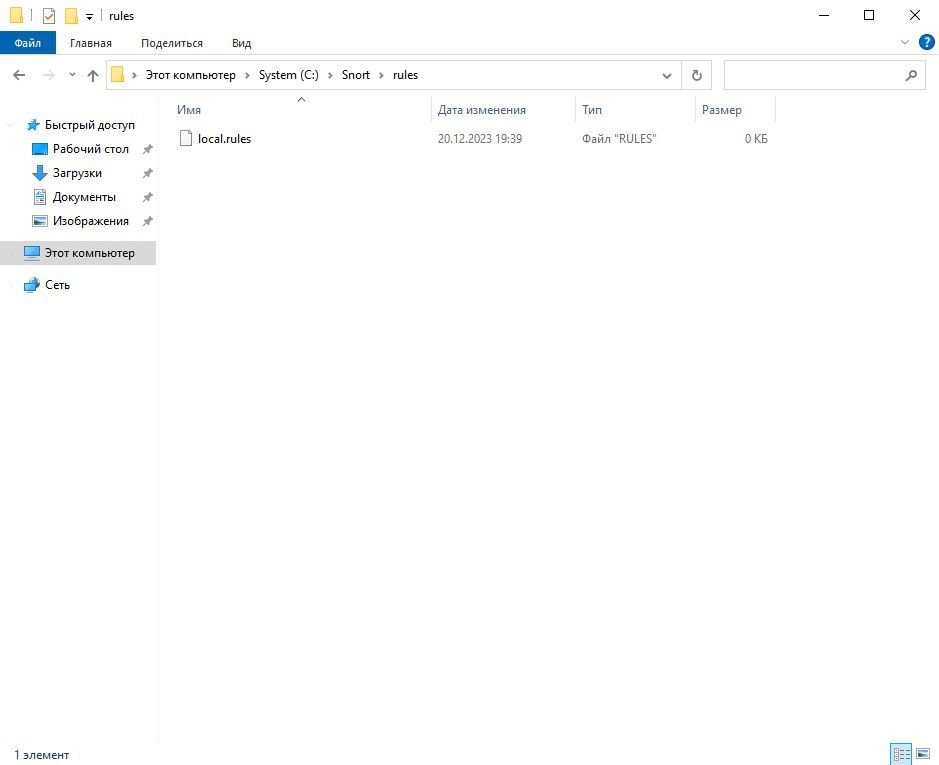 rules
Файл Главная Поделиться Вид
Этот компьютер System (C:) Snort rules
Имя Дата изменения Тип Размер
local.rules 20.12.2023 19:39 Файл "RULES" 0 КБ
Быстрый доступ
Рабочий стол
Загрузки
Документы
Изображения
Этот компьютер
Сеть
1 элемент